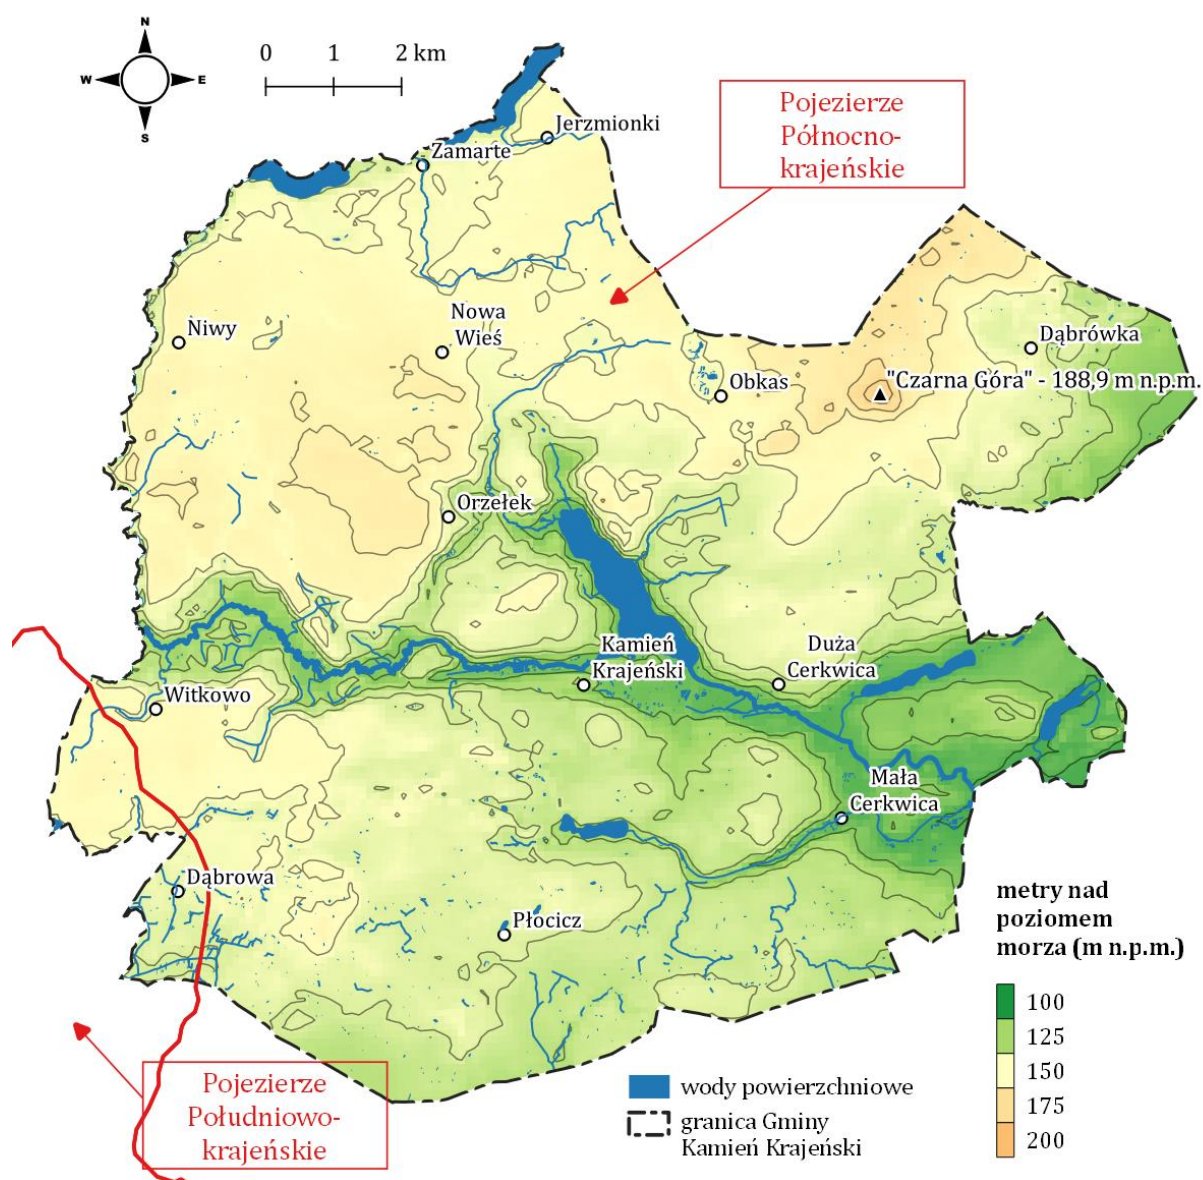 N
W
E
S
0 1 2 km
Pojezierze
Północno-
krajeńskie
Jerzmionki
Zamarte
Niwy
Nowa
Wieś
Dąbrówka
Obkas
"Czarna Góra" - 188,9 m n.p.m.
Orzełek
Kamień
Krajeński
Duża
Cerkwica
Witkowo
Mała
Cerkwica
Dąbrowa
Płocicz
metry nad
poziomem
morza (m n.p.m.)
100
125
150
175
200
Pojezierze
Południowo-
krajeńskie
wody powierzchniowe
granica Gminy
Kamień Krajeński